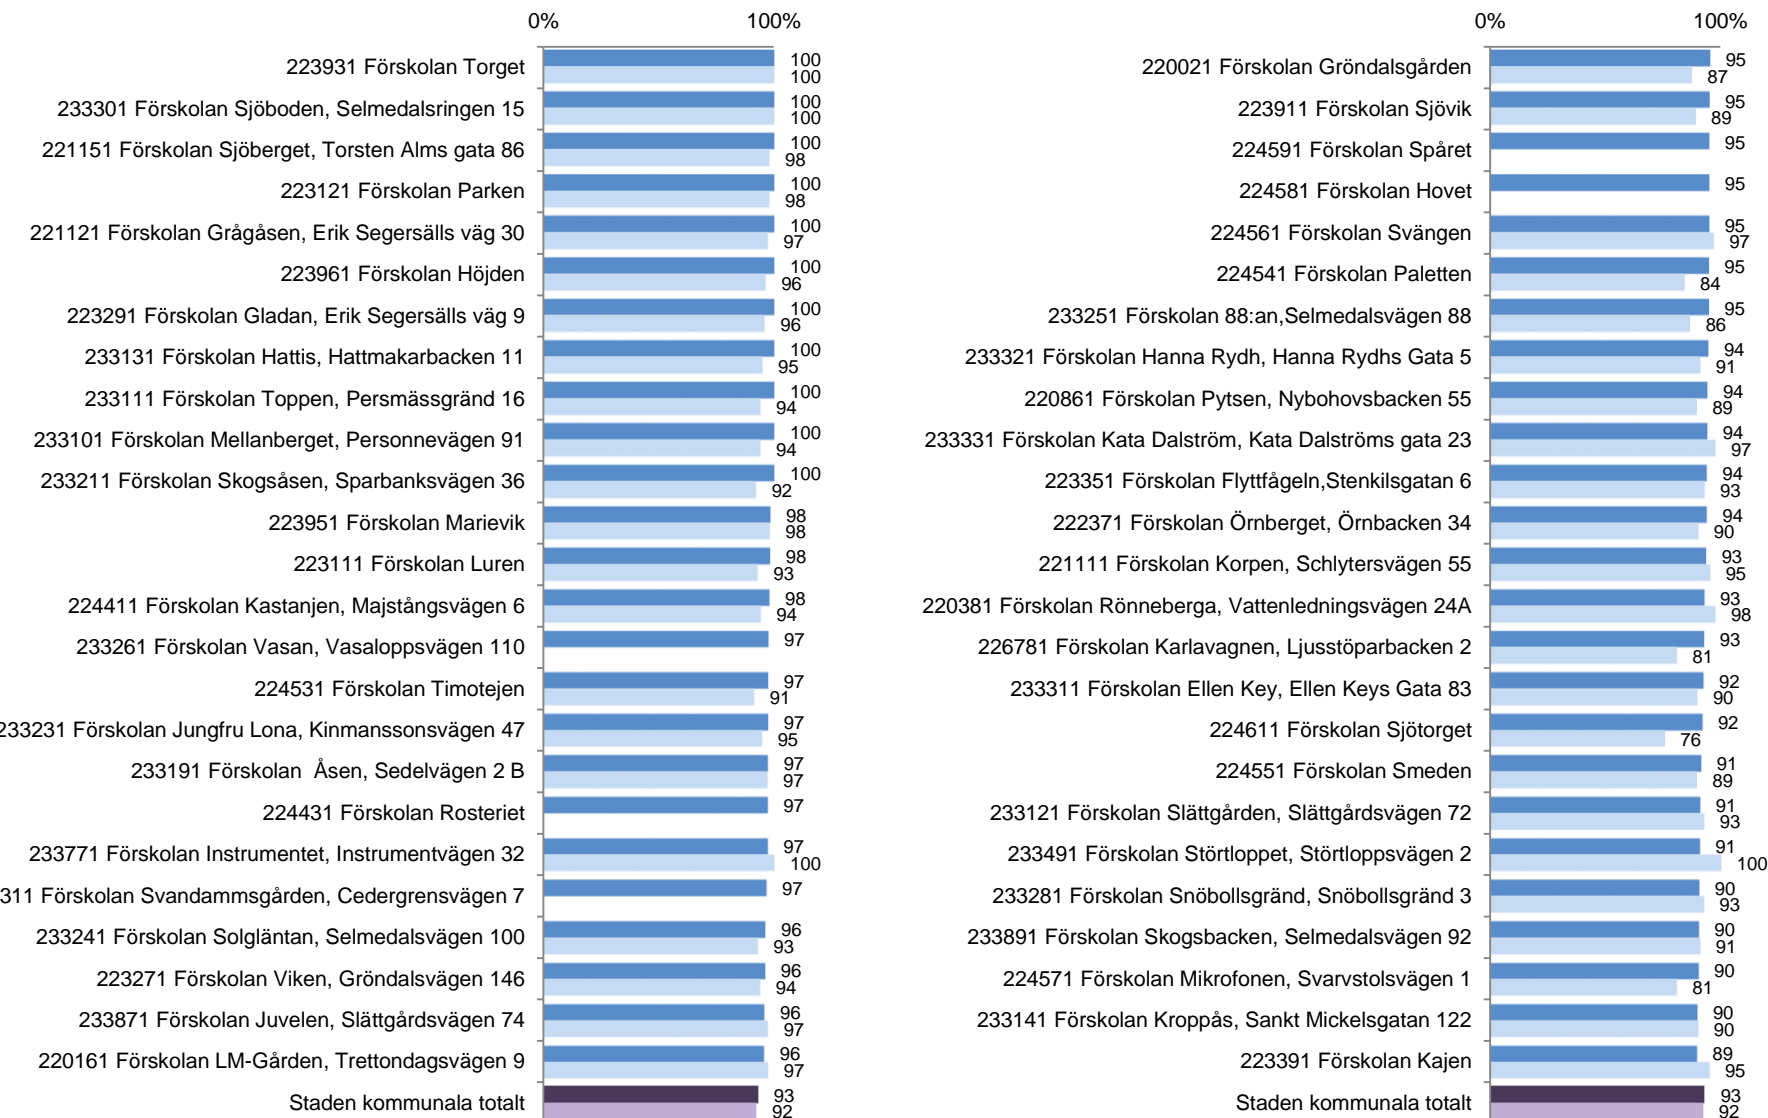 0% 100%
223931 Förskolan Torget 100 100
233301 Förskolan Sjöboden, Selmedalsringen 15 100 100
221151 Förskolan Sjöberget, Torsten Alms gata 86 100 98
223121 Förskolan Parken 100 98
221121 Förskolan Grågåsen, Erik Segersälls väg 30 100 97
223961 Förskolan Höjden 100 96
223291 Förskolan Gladan, Erik Segersälls väg 9 100 96
233131 Förskolan Hattis, Hattmakarbacken 11 100 95
233111 Förskolan Toppen, Persmässgränd 16 100 94
233101 Förskolan Mellanberget, Personnevägen 91 100 94
233211 Förskolan Skogsåsen, Sparbanksvägen 36 100 92
223951 Förskolan Marievik 98 98
223111 Förskolan Luren 98 93
224411 Förskolan Kastanjen, Majstångsvägen 6 98 94
233261 Förskolan Vasan, Vasaloppsvägen 110 97
224531 Förskolan Timotejen 97 91
233231 Förskolan Jungfru Lona, Kinmanssonsvägen 47 97 95
233191 Förskolan  Åsen, Sedelvägen 2 B 97 97
224431 Förskolan Rosteriet 97
233771 Förskolan Instrumentet, Instrumentvägen 32 97 100
311 Förskolan Svandammsgården, Cedergrensvägen 7 97
233241 Förskolan Solgläntan, Selmedalsvägen 100 96 93
223271 Förskolan Viken, Gröndalsvägen 146 96 94
233871 Förskolan Juvelen, Slättgårdsvägen 74 96 97
220161 Förskolan LM-Gården, Trettondagsvägen 9 96 97
Staden kommunala totalt 93 92
0% 100%
220021 Förskolan Gröndalsgården 95 87
223911 Förskolan Sjövik 95 89
224591 Förskolan Spåret 95
224581 Förskolan Hovet 95
224561 Förskolan Svängen 95 97
224541 Förskolan Paletten 95 84
233251 Förskolan 88:an,Selmedalsvägen 88 95 86
233321 Förskolan Hanna Rydh, Hanna Rydhs Gata 5 94 91
220861 Förskolan Pytsen, Nybohovsbacken 55 94 89
233331 Förskolan Kata Dalström, Kata Dalströms gata 23 94 97
223351 Förskolan Flyttfågeln,Stenkilsgatan 6 94 93
222371 Förskolan Örnberget, Örnbacken 34 94 90
221111 Förskolan Korpen, Schlytersvägen 55 93 95
220381 Förskolan Rönneberga, Vattenledningsvägen 24A 93 98
226781 Förskolan Karlavagnen, Ljusstöparbacken 2 93 81
233311 Förskolan Ellen Key, Ellen Keys Gata 83 92 90
224611 Förskolan Sjötorget 92 76
224551 Förskolan Smeden 91 89
233121 Förskolan Slättgården, Slättgårdsvägen 72 91 93
233491 Förskolan Störtloppet, Störtloppsvägen 2 91 100
233281 Förskolan Snöbollsgränd, Snöbollsgränd 3 90 93
233891 Förskolan Skogsbacken, Selmedalsvägen 92 90 91
224571 Förskolan Mikrofonen, Svarvstolsvägen 1 90 81
233141 Förskolan Kroppås, Sankt Mickelsgatan 122 90 90
223391 Förskolan Kajen 89 95
Staden kommunala totalt 93 92